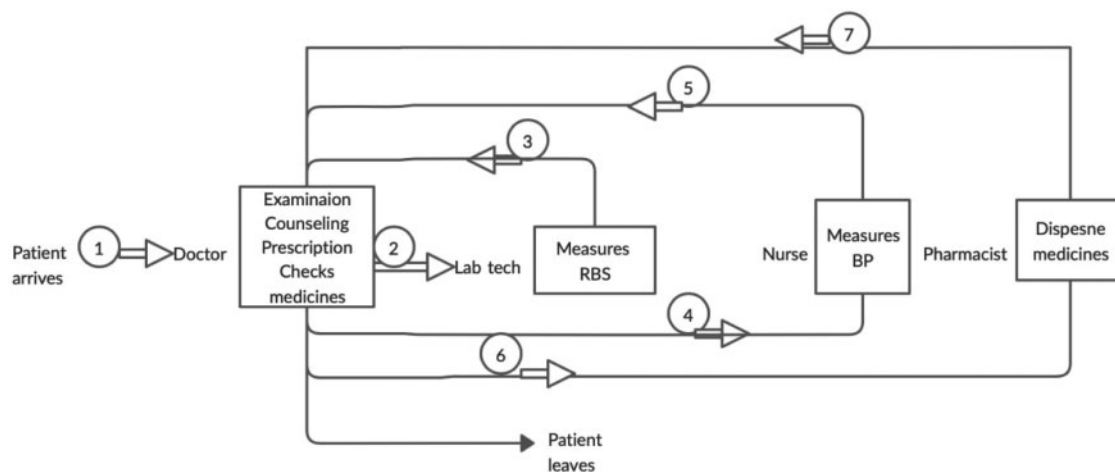 7
5
3
Examinaion
Counseling
Prescription
Checks
medicines
1
2
Patient
arrives
Doctor
Lab tech
Measures
RBS
Nurse
Measures
BP
Pharmacist
Dispesne
medicines
4
6
Patient
leaves